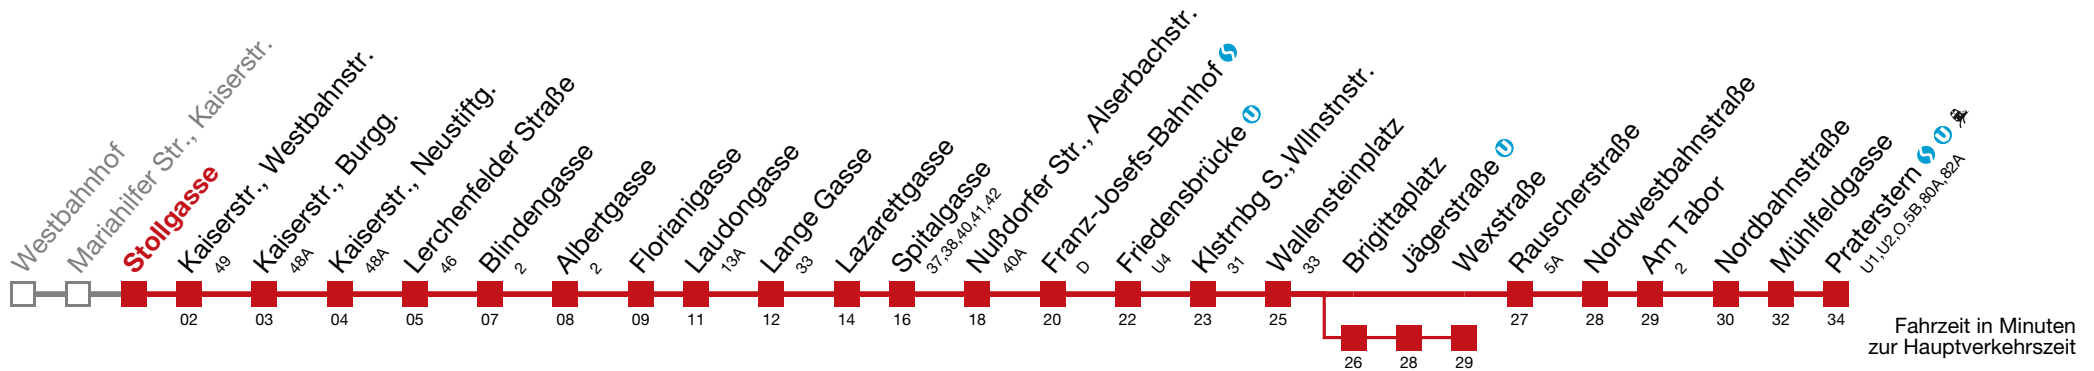 Westbahnhof
Mariahilfer Str., Kaiserstr.
Stollgasse
Kaiserstr., Westbahnstr.
49
Kaiserstr., Burgg.
48A
Kaiserstr., Neustiftg.
48A
Lerchenfelder Straße
46
Blindengasse
2
Albertgasse
2
Florianigasse
Laudongasse
13A
Lange Gasse
33
Lazarettgasse
Spitalgasse
37,38,40,41,42
Nußdorfer Str., Alserbachstr.
40A
Franz-Josefs-Bahnhof
D
Friedensbrücke U
U4
Klstrnbg S., Wllnstnstr.
31
Wallensteinplatz
33
Brigittaplatz
Jägerstraße U
Wexstraße
Rauscherstraße
5A
Nordwestbahnstraße
Am Tabor
2
Nordbahnstraße
Mühlfeldgasse
Praterstern S U
U1,U2,O,5B,80A,82A
02 03 04 05 07 08 09 11 12 14 16 18 20 22 23 25 27 28 29 30 32 34
26 28 29
Fahrzeit in Minuten
zur Hauptverkehrszeit